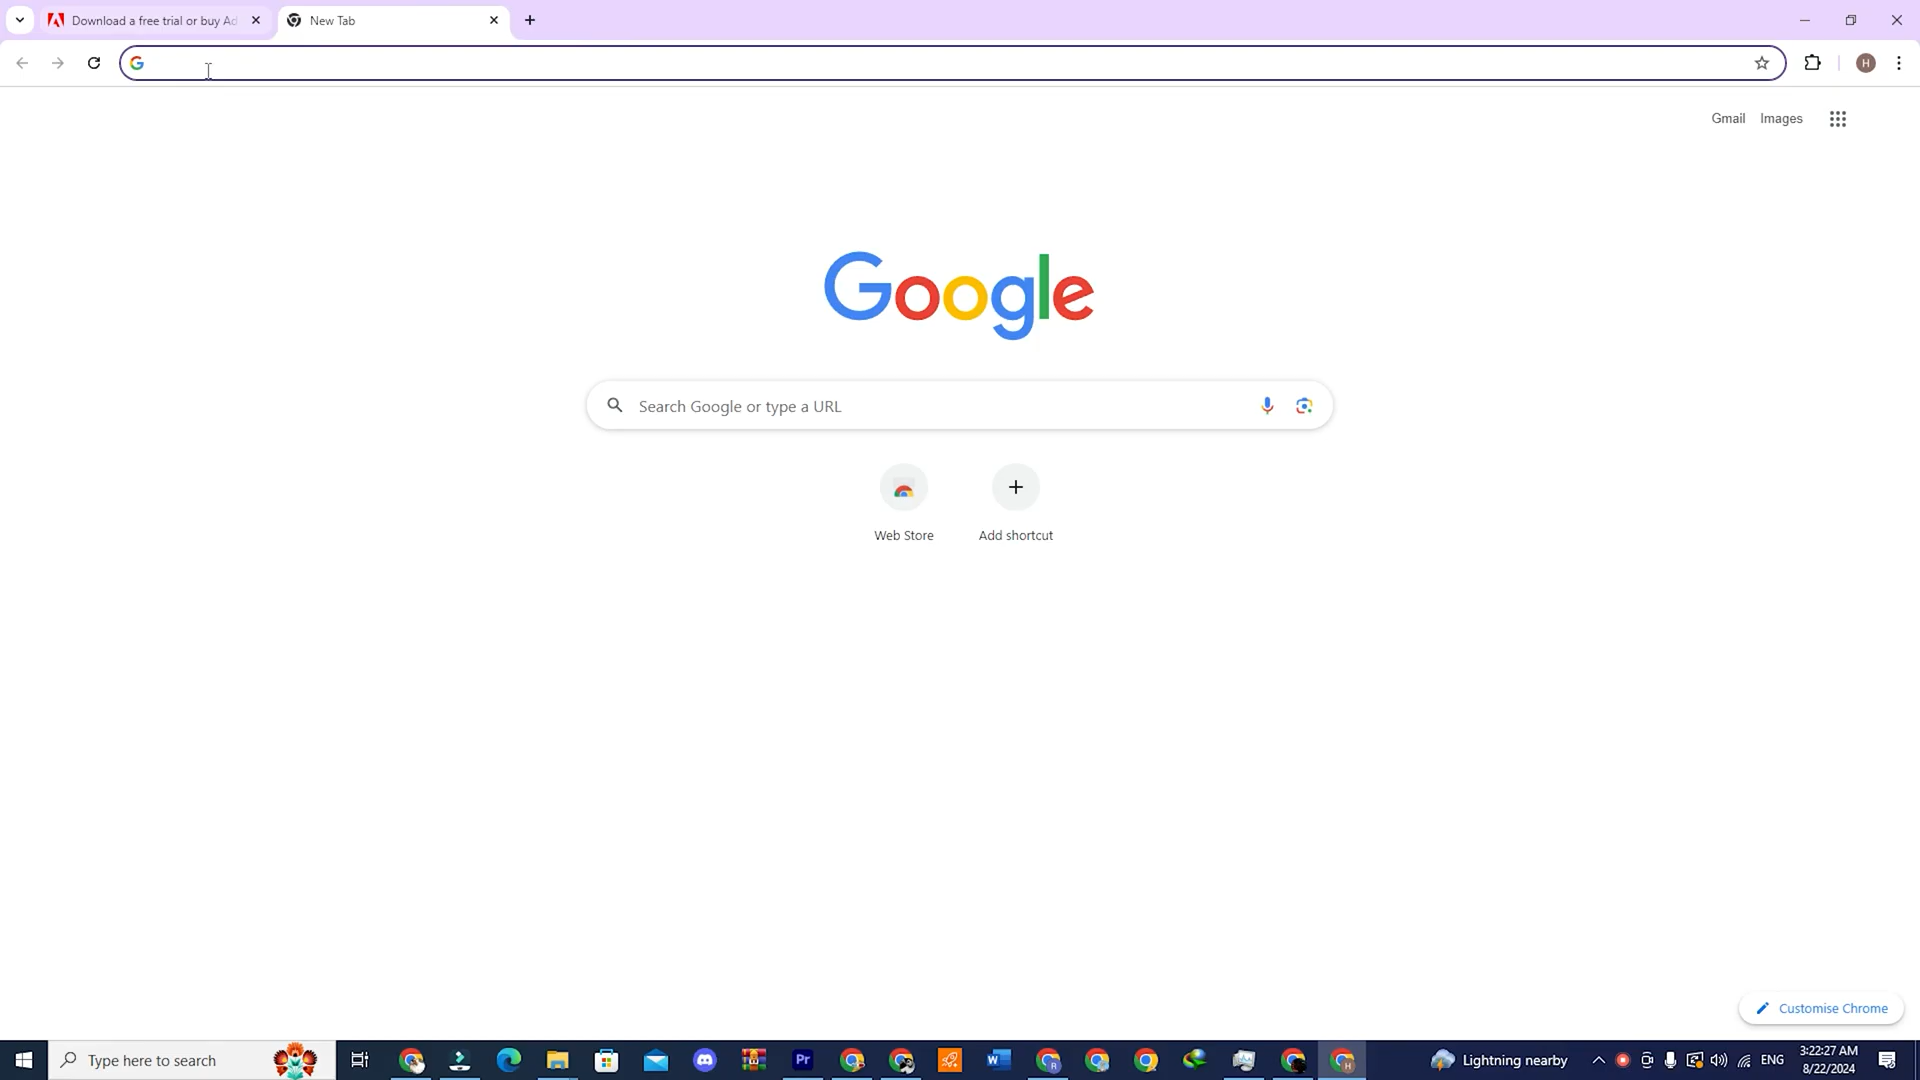 Download a free trial or buy Ad
New Tab
Gmail
Images
Google
Search Google or type a URL
Web Store
Add shortcut
Customise Chrome
Type here to search
Pr
R
H
Lightning nearby
ENG
3:22:27 AM
8/22/2024